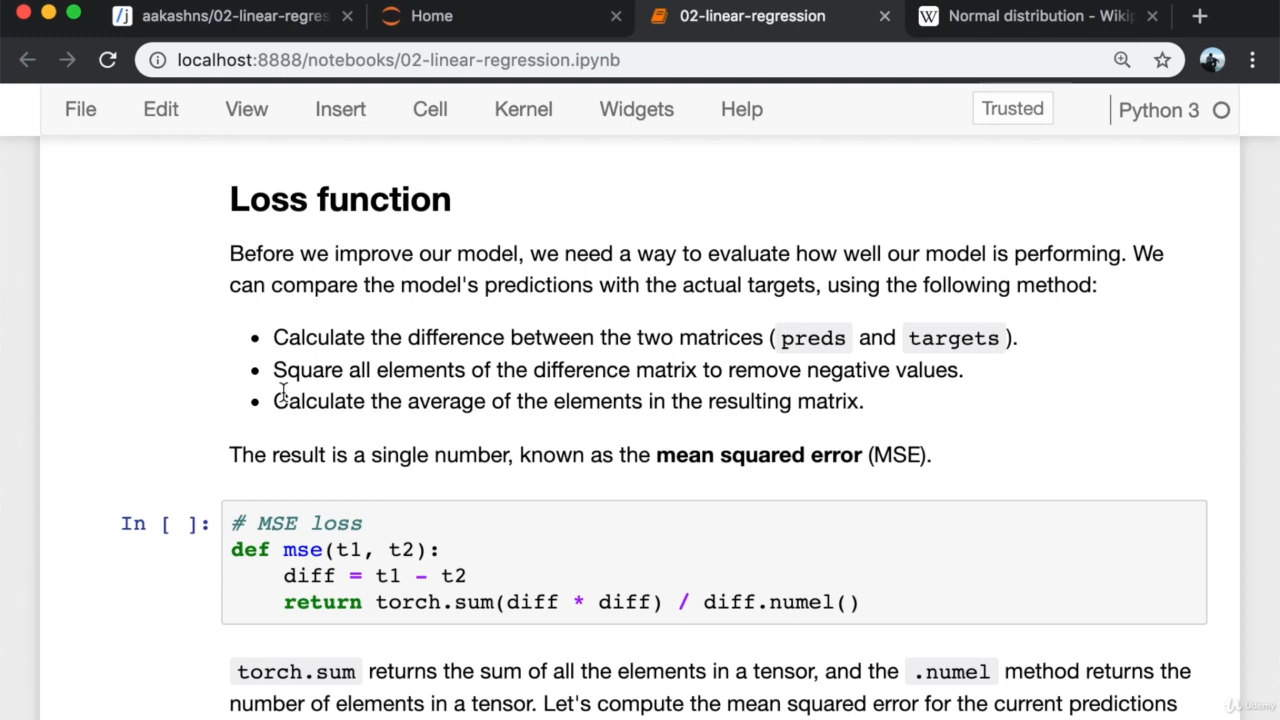 aakashns/02-linear-regres
Home
02-linear-regression
Normal distribution - Wikip
localhost:8888/notebooks/02-linear-regression.ipynb
File Edit View Insert Cell Kernel Widgets Help Trusted Python 3
Loss function
Before we improve our model, we need a way to evaluate how well our model is performing. We
can compare the model's predictions with the actual targets, using the following method:
• Calculate the difference between the two matrices ( preds and targets ).
• Square all elements of the difference matrix to remove negative values.
• Calculate the average of the elements in the resulting matrix.
The result is a single number, known as the mean squared error (MSE).
In [ ]: # MSE loss
def mse(t1, t2):
    diff = t1 - t2
    return torch.sum(diff * diff) / diff.numel()
torch.sum returns the sum of all the elements in a tensor, and the .numel method returns the
number of elements in a tensor. Let's compute the mean squared error for the current predictions
Udemy